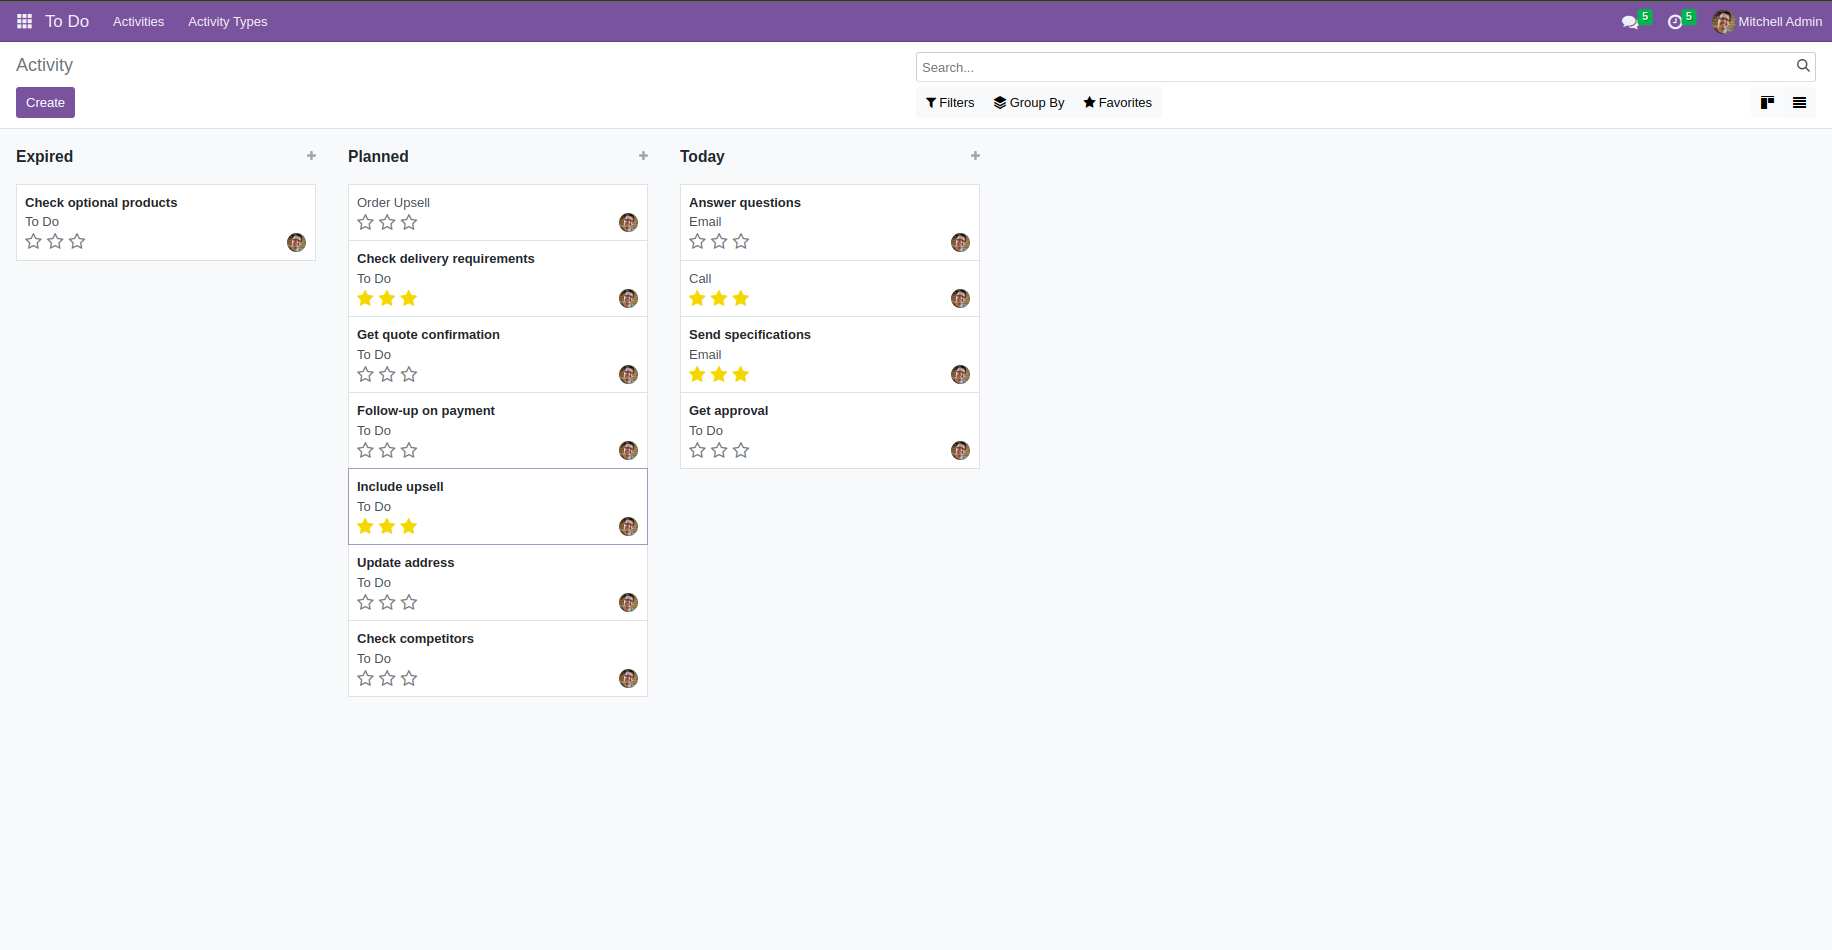 To Do
Activities
Activity Types
5
5
Mitchell Admin
Activity
Search...
Create
Filters
Group By
Favorites
Expired
+
Planned
+
Today
+
Check optional products
To Do
Order Upsell
Check delivery requirements
To Do
Get quote confirmation
To Do
Follow-up on payment
To Do
Include upsell
To Do
Update address
To Do
Check competitors
To Do
Answer questions
Email
Call
Send specifications
Email
Get approval
To Do